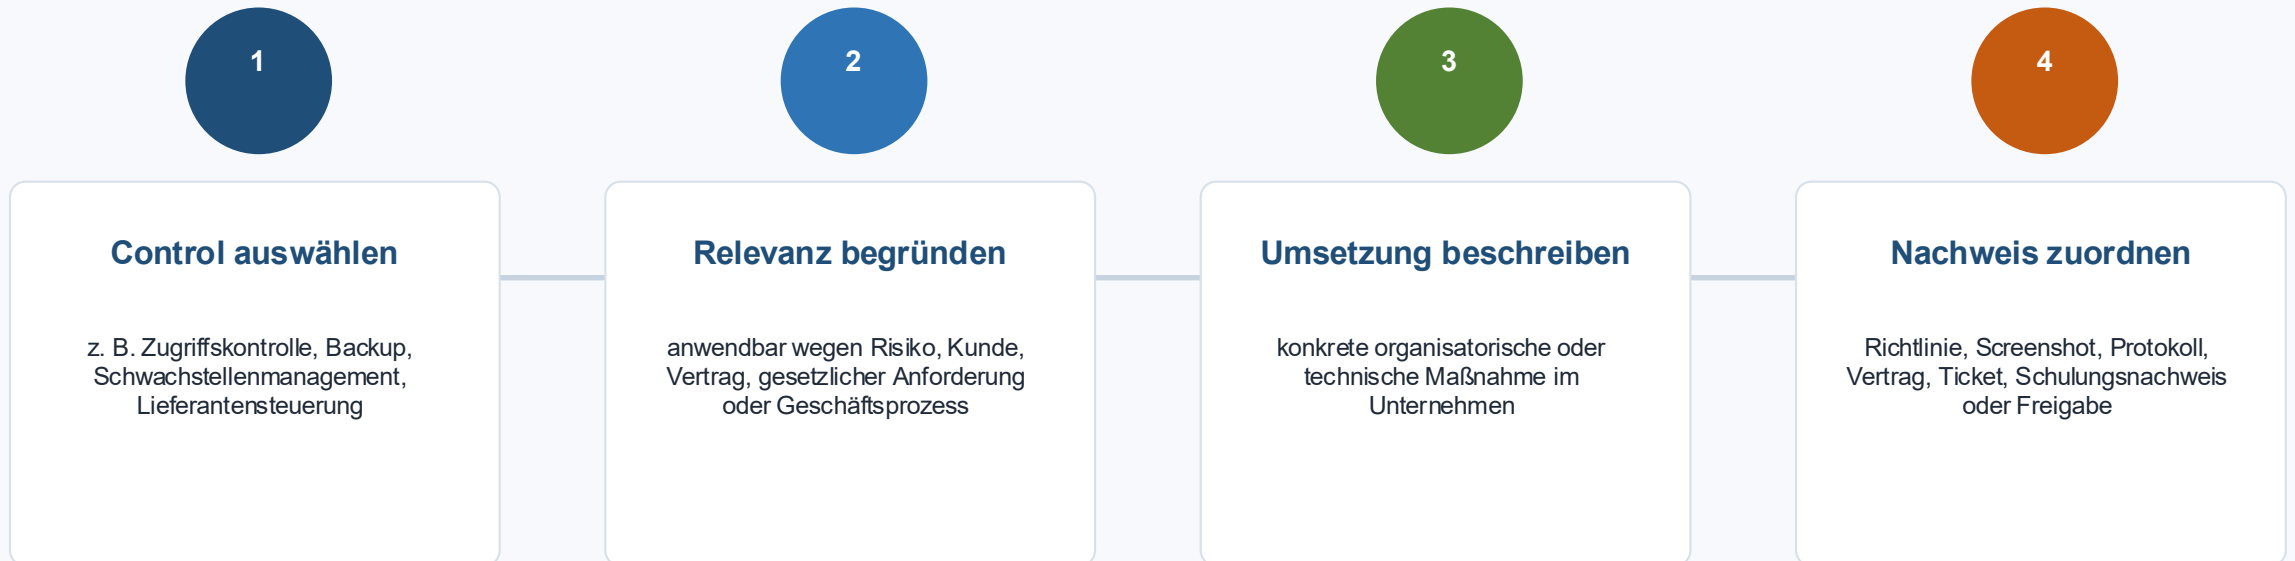 1
2
3
4
Control auswählen
z. B. Zugriffskontrolle, Backup,
Schwachstellenmanagement,
Lieferantensteuerung
Relevanz begründen
anwendbar wegen Risiko, Kunde,
Vertrag, gesetzlicher Anforderung
oder Geschäftsprozess
Umsetzung beschreiben
konkrete organisatorische oder
technische Maßnahme im
Unternehmen
Nachweis zuordnen
Richtlinie, Screenshot, Protokoll,
Vertrag, Ticket, Schulungsnachweis
oder Freigabe